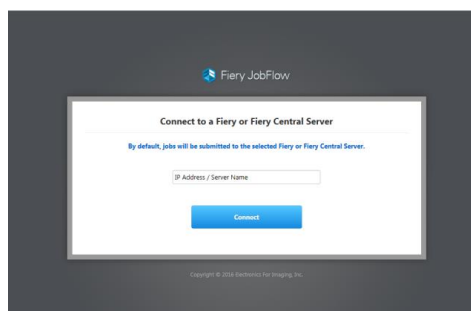 Fiery JobFlow
Connect to a Fiery or Fiery Central Server
By default, jobs will be submitted to the selected Fiery or Fiery Central Server.
IP Address / Server Name
Connect
Copyright © 2016 Electronics For Imaging, Inc.